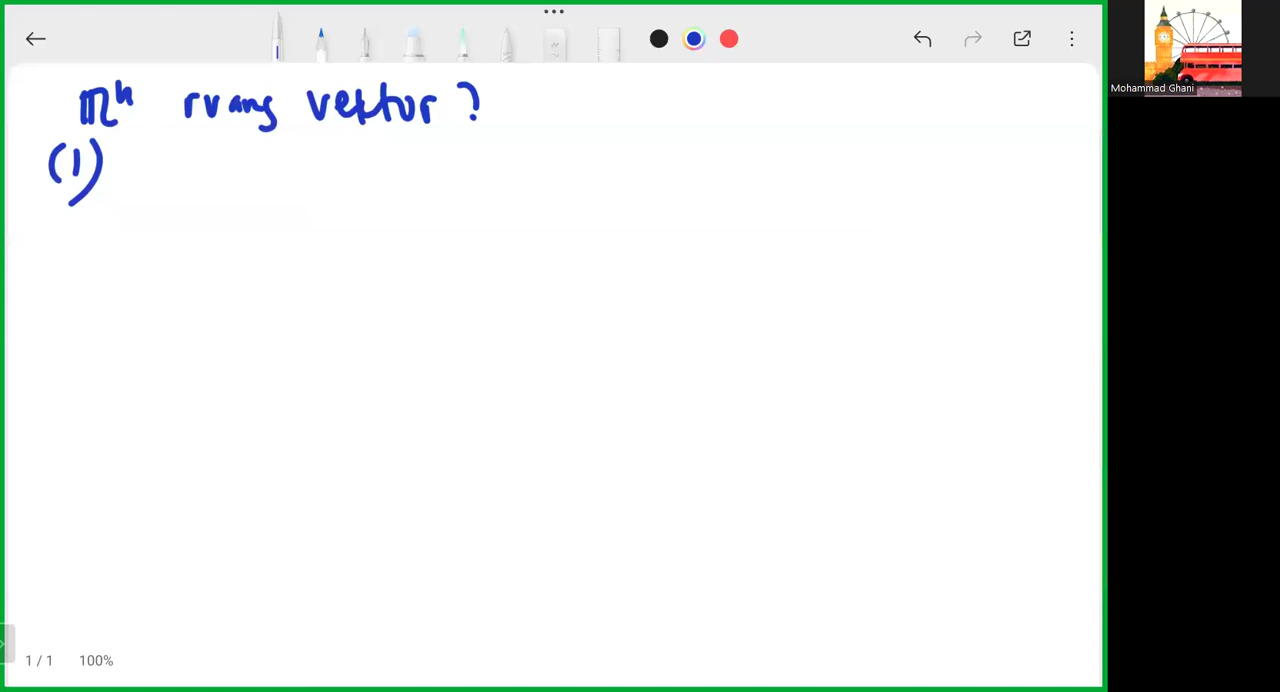 ℝⁿ ruang vektor ?
(1)
Mohammad Ghani
1 / 1 100%